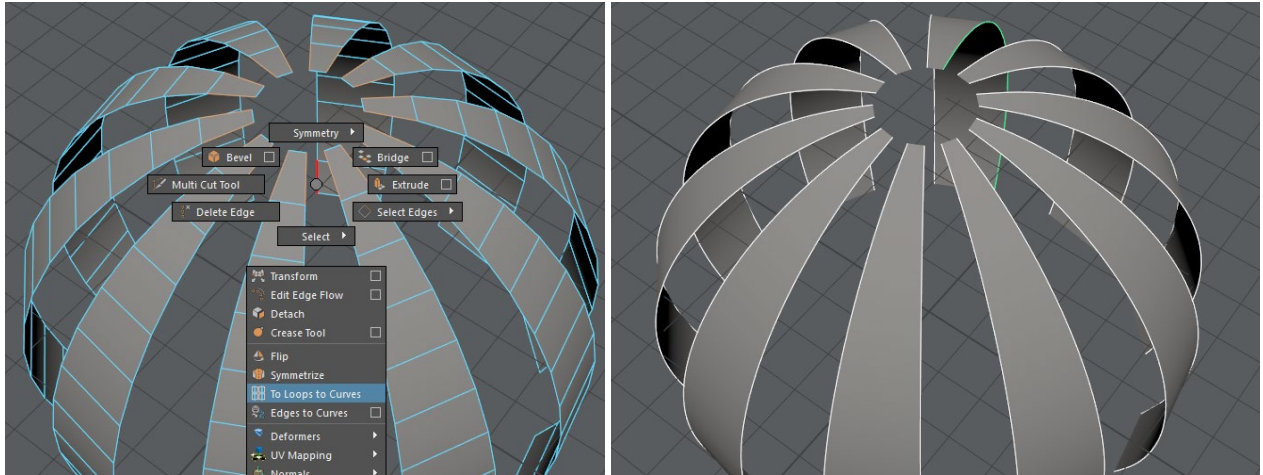 Symmetry
Bevel
Bridge
Multi Cut Tool
Extrude
Delete Edge
Select Edges
Select
Transform
Edit Edge Flow
Detach
Crease Tool
Flip
Symmetrize
To Loops to Curves
Edges to Curves
Deformers
UV Mapping
Normals